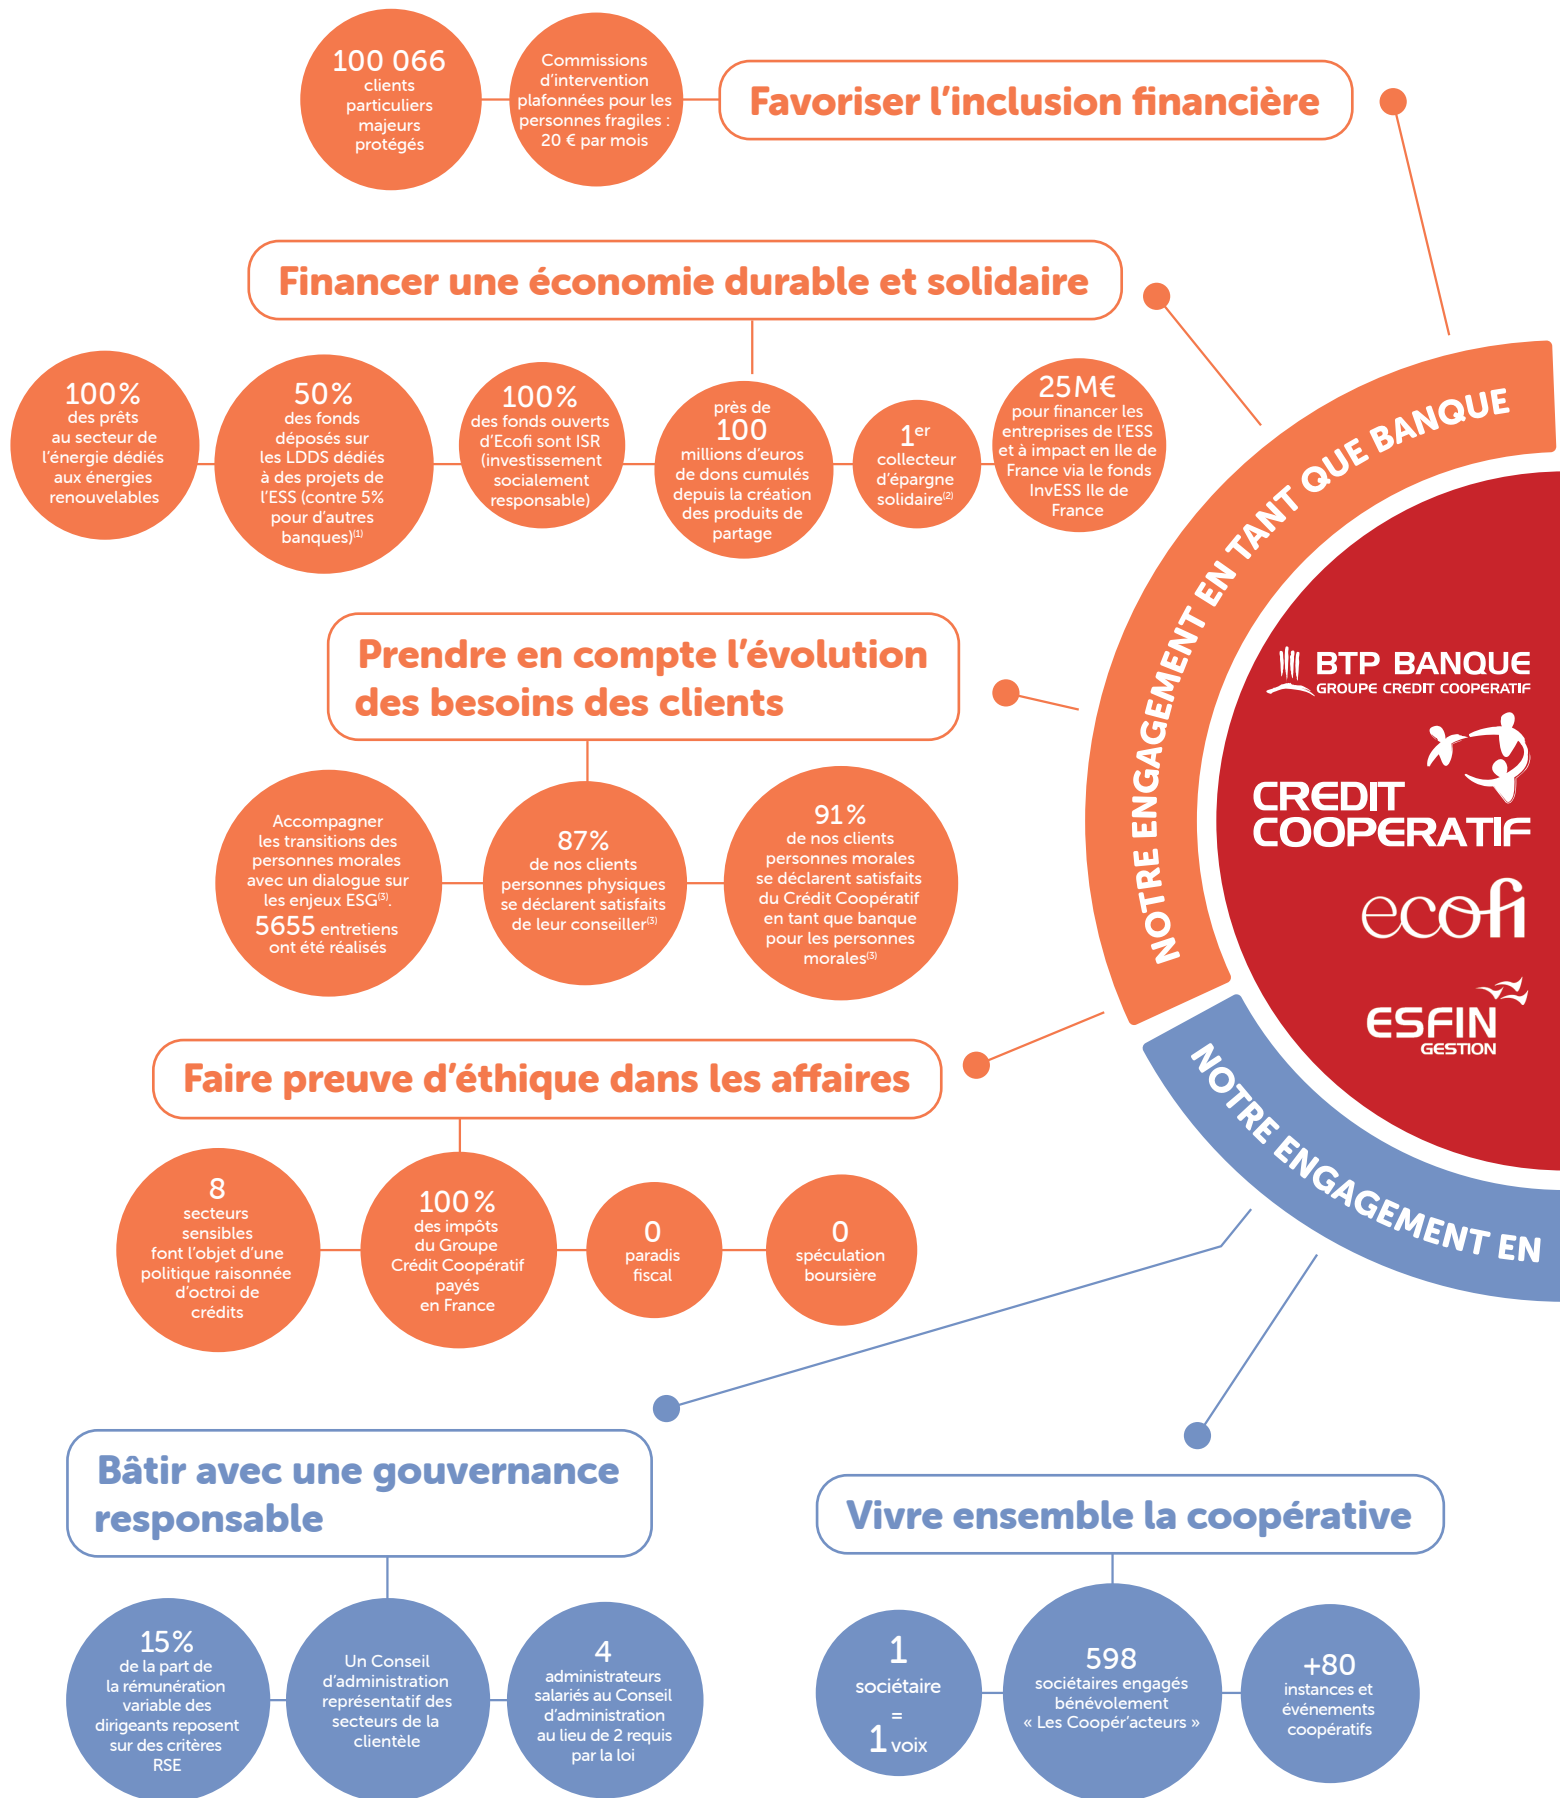 100 066
clients
particuliers
majeurs
protégés
Commissions
d'intervention
plafonnées pour les
personnes fragiles :
20 € par mois
Favoriser l'inclusion financière
Financer une économie durable et solidaire
100%
des prêts
au secteur de
l'énergie dédiés
aux énergies
renouvelables
50%
des fonds
déposés sur
les LDDS dédiés
à des projets de
l'ESS (contre 5%
pour d'autres
banques)(1)
100%
des fonds ouverts
d'Ecofi sont ISR
(investissement
socialement
responsable)
près de
100
millions d'euros
de dons cumulés
depuis la création
des produits de
partage
1er
collecteur
d'épargne
solidaire(2)
25M€
pour financer les
entreprises de l'ESS
et à impact en Ile de
France via le fonds
InvESS Ile de
France
Prendre en compte l'évolution
des besoins des clients
Accompagner
les transitions des
personnes morales
avec un dialogue sur
les enjeux ESG(3).
5655 entretiens
ont été réalisés
87%
de nos clients
personnes physiques
se déclarent satisfaits
de leur conseiller(3)
91%
de nos clients
personnes morales
se déclarent satisfaits
du Crédit Coopératif
en tant que banque
pour les personnes
morales(3)
Faire preuve d'éthique dans les affaires
8
secteurs
sensibles
font l'objet d'une
politique raisonnée
d'octroi de
crédits
100%
des impôts
du Groupe
Crédit Coopératif
payés
en France
0
paradis
fiscal
0
spéculation
boursière
NOTRE ENGAGEMENT EN TANT QUE BANQUE
BTP BANQUE
GROUPE CREDIT COOPERATIF
CREDIT
COOPERATIF
ecofi
ESFIN
GESTION
NOTRE ENGAGEMENT EN
Bâtir avec une gouvernance
responsable
15%
de la part de
la rémunération
variable des
dirigeants reposent
sur des critères
RSE
Un Conseil
d'administration
représentatif des
secteurs de la
clientèle
4
administrateurs
salariés au Conseil
d'administration
au lieu de 2 requis
par la loi
Vivre ensemble la coopérative
1
sociétaire
=
1 voix
598
sociétaires engagés
bénévolement
« Les Coopér'acteurs »
+80
instances et
événements
coopératifs